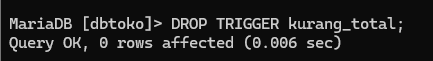 MariaDB [dbtoko]> DROP TRIGGER kurang_total;
Query OK, 0 rows affected (0.006 sec)